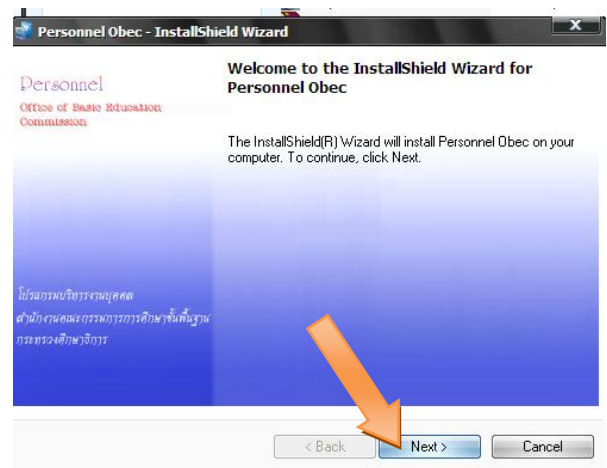 Personnel Obec - InstallShield Wizard
x
Personnel
Office of Basic Education
Commission
Welcome to the InstallShield Wizard for
Personnel Obec
The InstallShield(R) Wizard will install Personnel Obec on your
computer. To continue, click Next.
โปรแกรมบริหารงานบุคคล
สำนักงานคณะกรรมการการศึกษาขั้นพื้นฐาน
กระทรวงศึกษาธิการ
< Back
Next >
Cancel